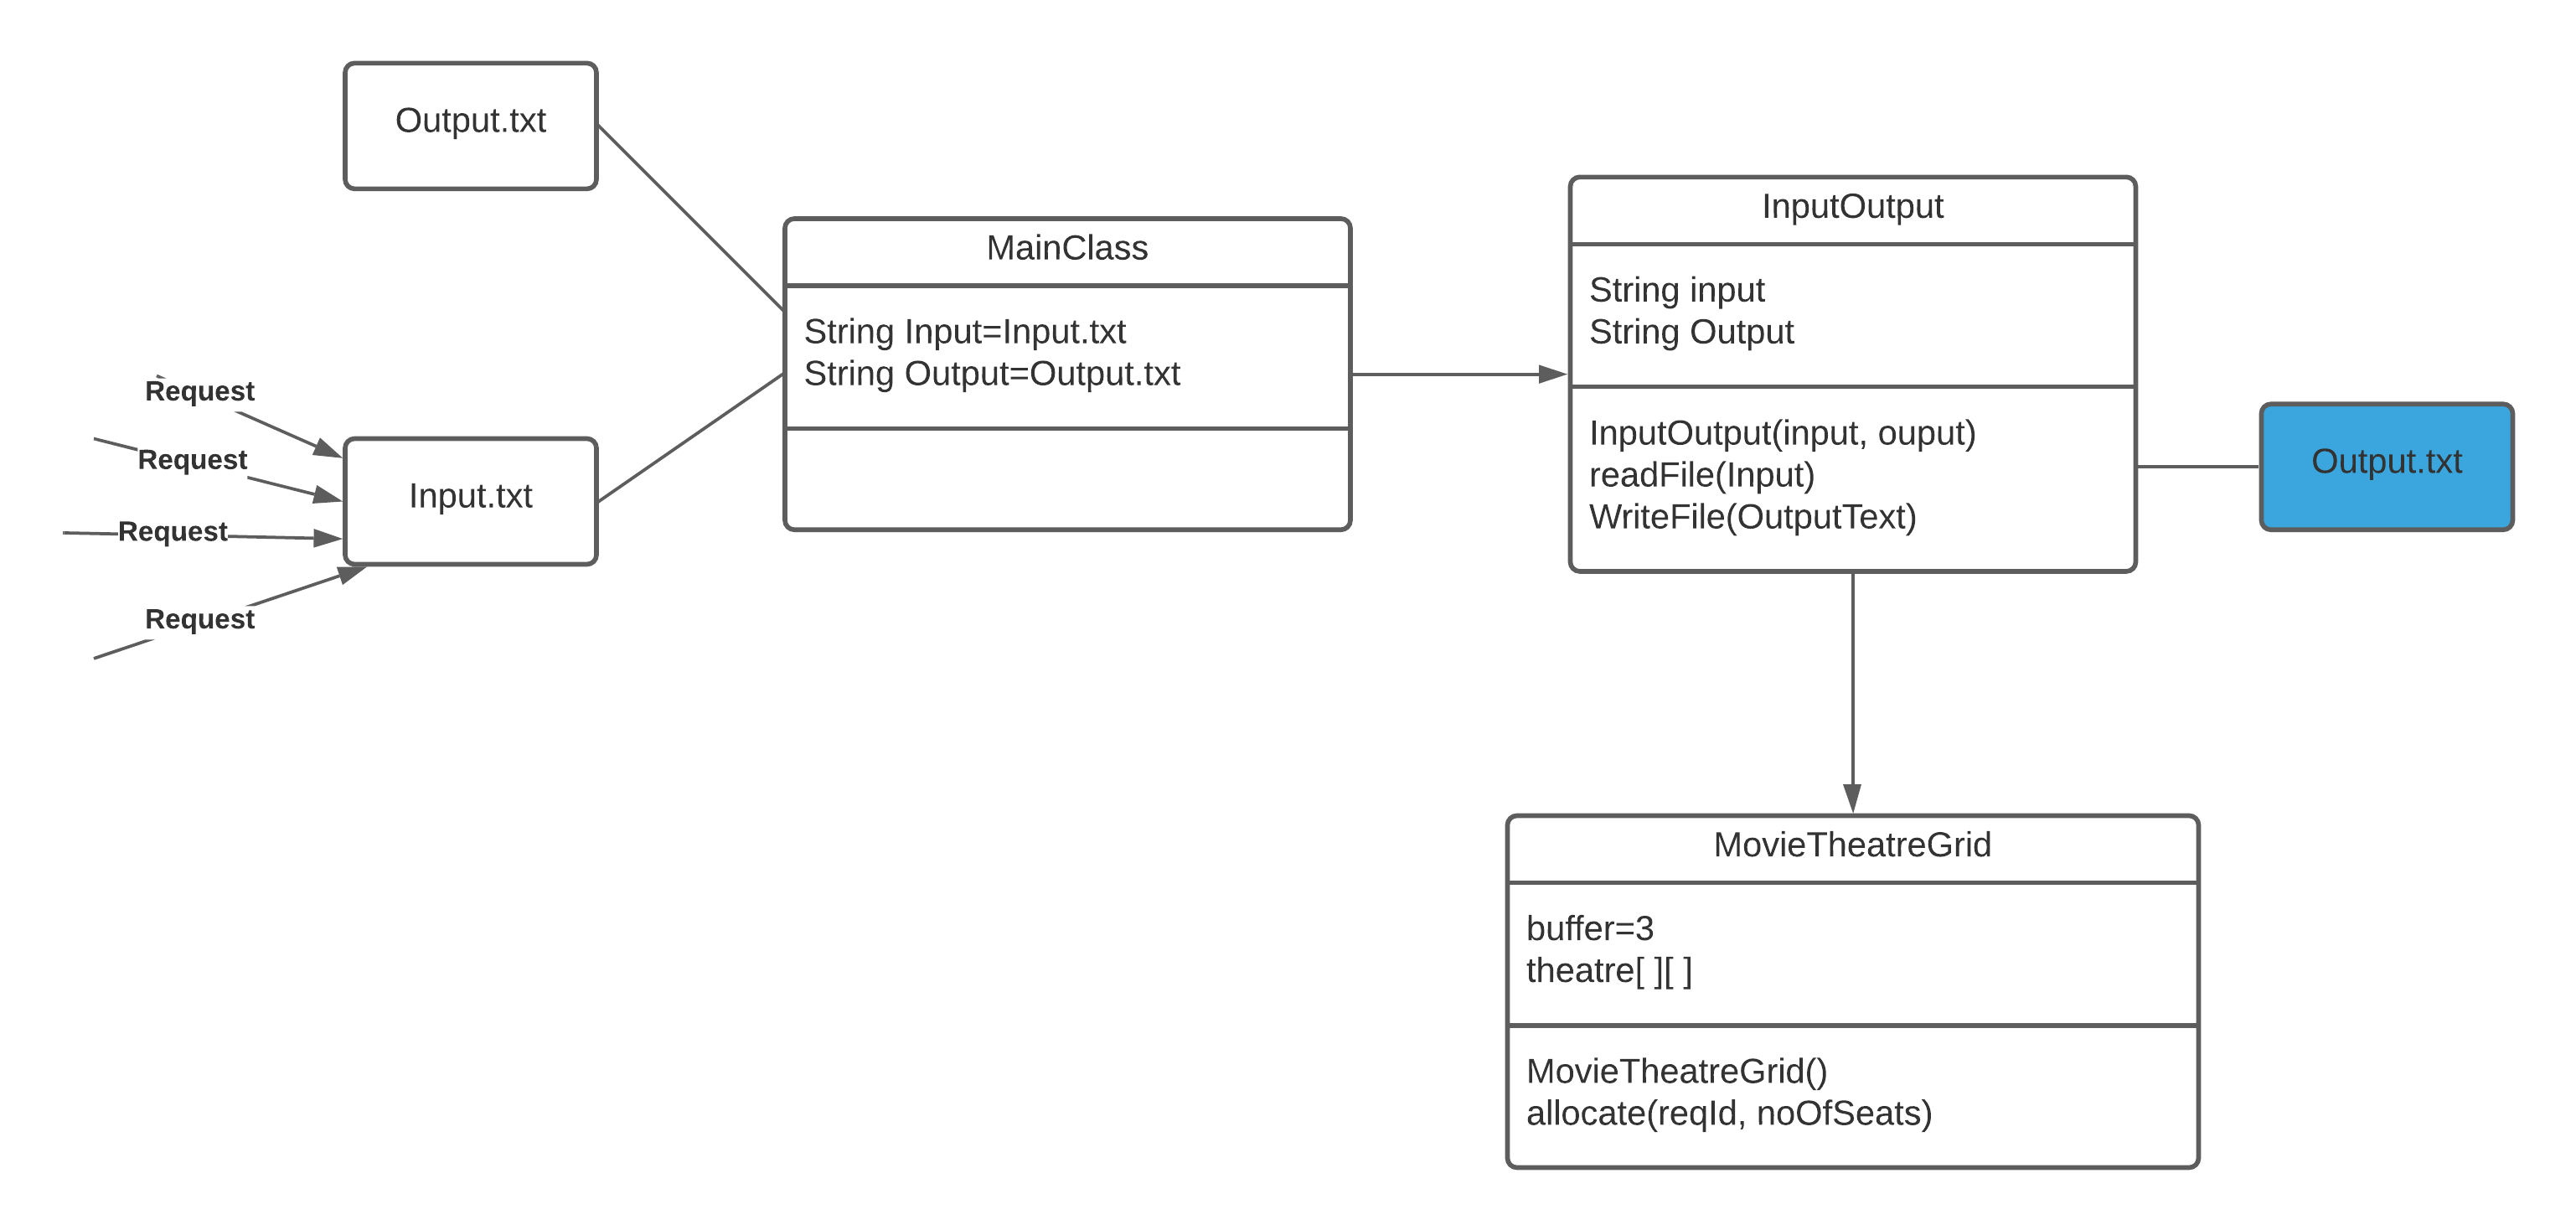 Output.txt
MainClass
String Input=Input.txt
String Output=Output.txt
Request
Request
Request
Request
Input.txt
InputOutput
String input
String Output
InputOutput(input, ouput)
readFile(Input)
WriteFile(OutputText)
Output.txt
MovieTheatreGrid
buffer=3
theatre[ ][ ]
MovieTheatreGrid()
allocate(reqId, noOfSeats)